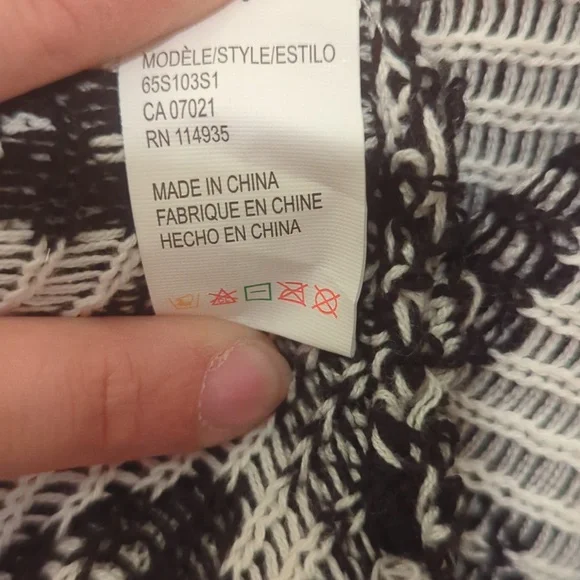 MODÈLE/STYLE/ESTILO
65S103S1
CA 07021
RN 114935
MADE IN CHINA
FABRIQUE EN CHINE
HECHO EN CHINA